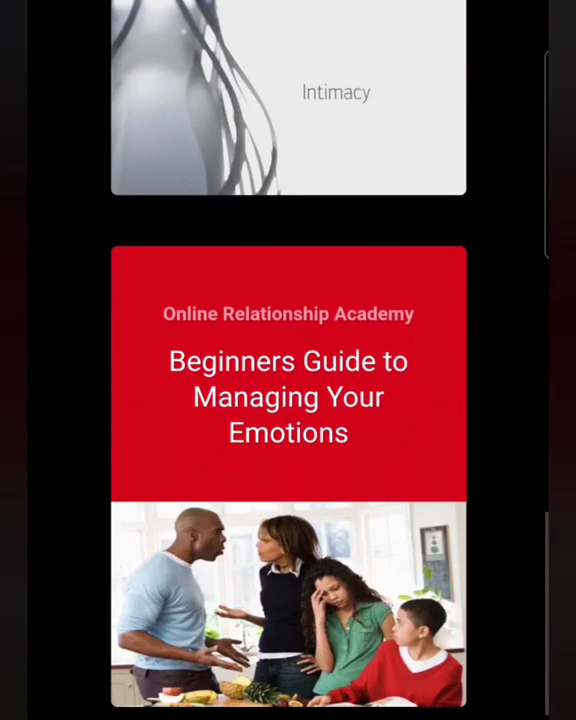 Intimacy
Online Relationship Academy
Beginners Guide to
Managing Your
Emotions